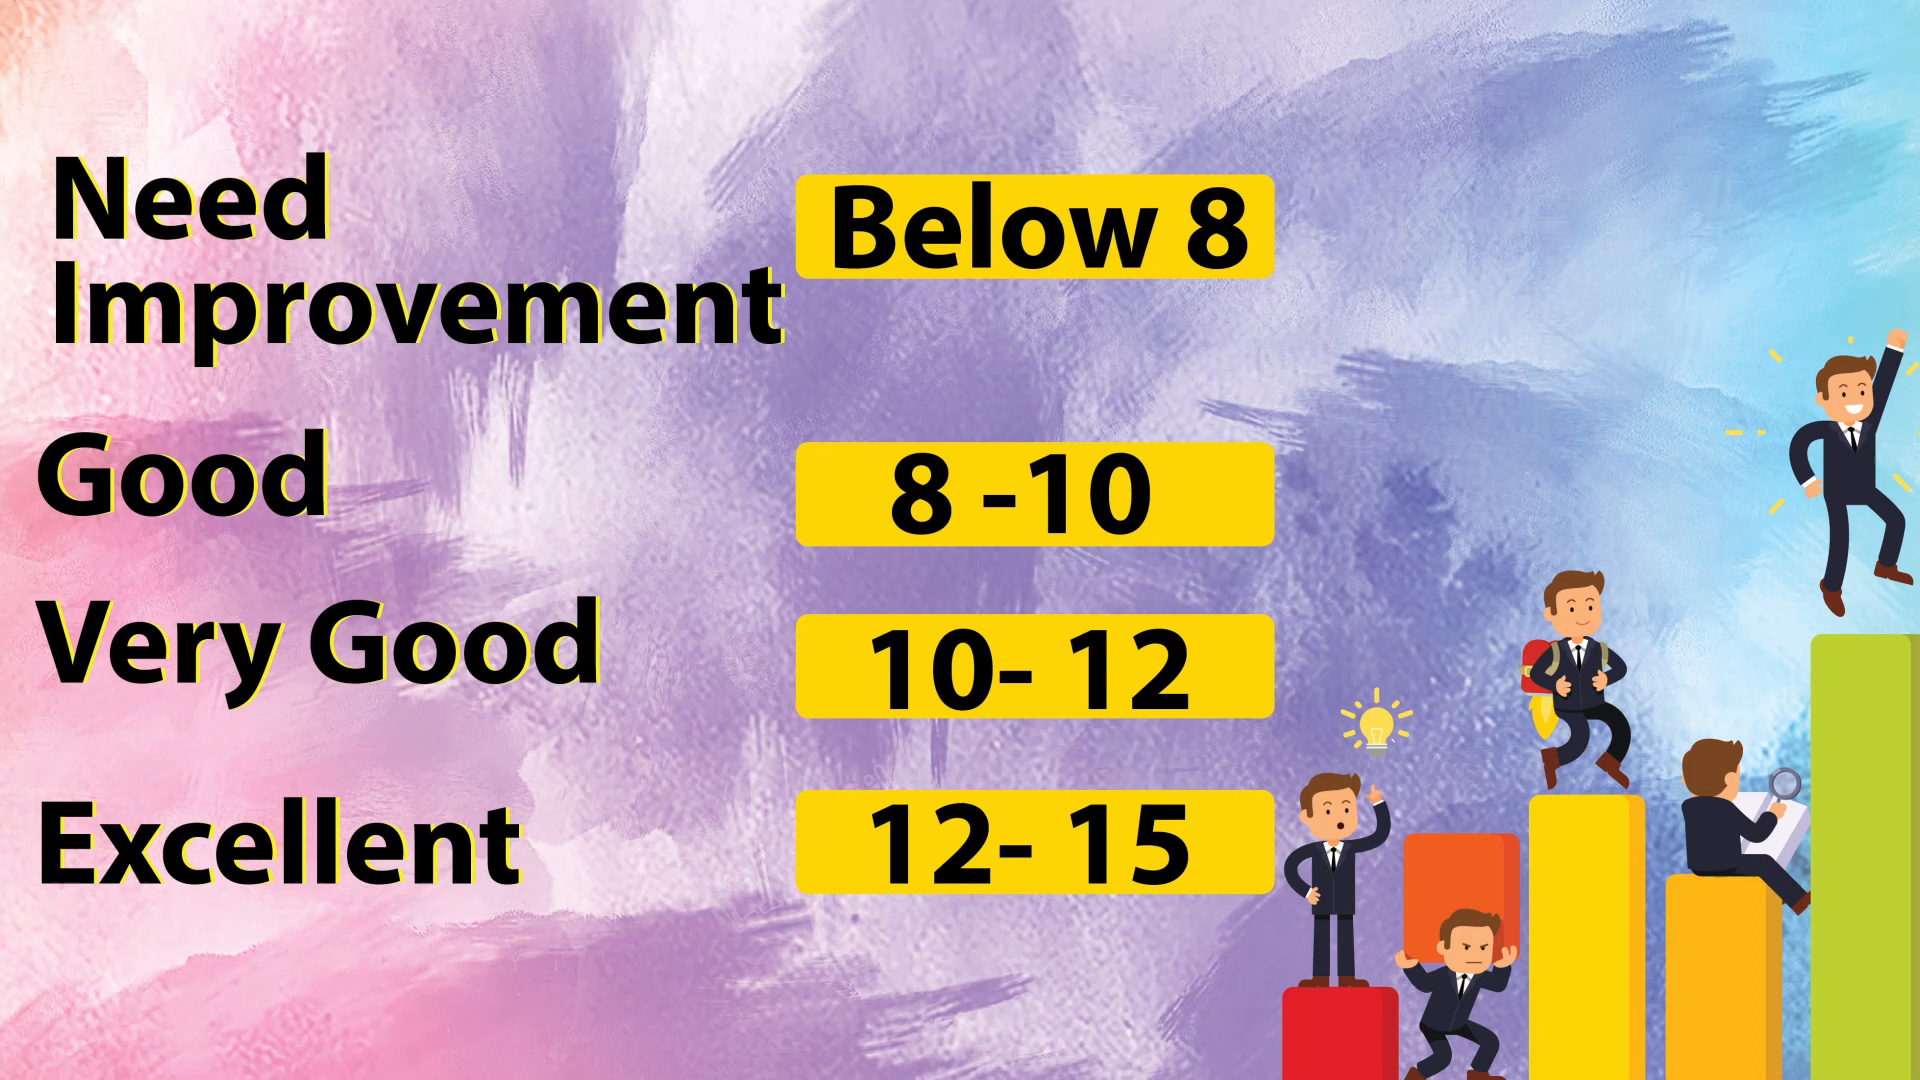 Need
Improvement
Below 8
Good
8 -10
Very Good
10- 12
Excellent
12- 15